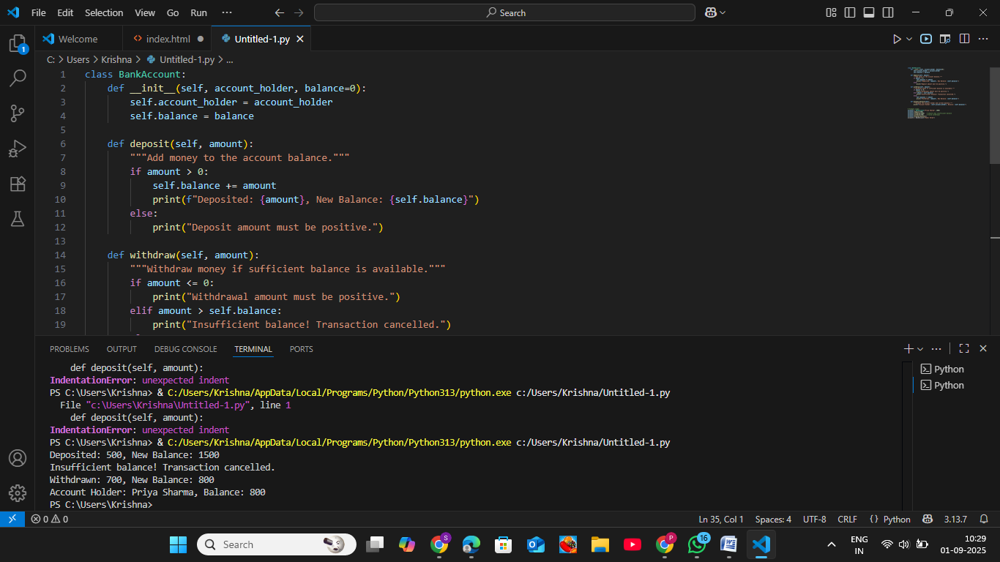 File Edit Selection View Go Run ··· Search
Welcome index.html Untitled-1.py
C: > Users > Krishna > Untitled-1.py > ...
1 class BankAccount:
2     def __init__(self, account_holder, balance=0):
3         self.account_holder = account_holder
4         self.balance = balance
5
6     def deposit(self, amount):
7         """Add money to the account balance."""
8         if amount > 0:
9             self.balance += amount
10             print(f"Deposited: {amount}, New Balance: {self.balance}")
11         else:
12             print("Deposit amount must be positive.")
13
14     def withdraw(self, amount):
15         """Withdraw money if sufficient balance is available."""
16         if amount <= 0:
17             print("Withdrawal amount must be positive.")
18         elif amount > self.balance:
19             print("Insufficient balance! Transaction cancelled.")
1
PROBLEMS OUTPUT DEBUG CONSOLE TERMINAL PORTS
    def deposit(self, amount):
IndentationError: unexpected indent
PS C:\Users\Krishna> & C:/Users/Krishna/AppData/Local/Programs/Python/Python313/python.exe c:/Users/Krishna/Untitled-1.py
  File "c:\Users\Krishna\Untitled-1.py", line 1
    def deposit(self, amount):
IndentationError: unexpected indent
PS C:\Users\Krishna> & C:/Users/Krishna/AppData/Local/Programs/Python/Python313/python.exe c:/Users/Krishna/Untitled-1.py
Deposited: 500, New Balance: 1500
Insufficient balance! Transaction cancelled.
Withdrawn: 700, New Balance: 800
Account Holder: Priya Sharma, Balance: 800
PS C:\Users\Krishna>
Python
Python
0 0 Ln 35, Col 1 Spaces: 4 UTF-8 CRLF {} Python 3.13.7
Search S P 16 ENG IN 10:29 01-09-2025